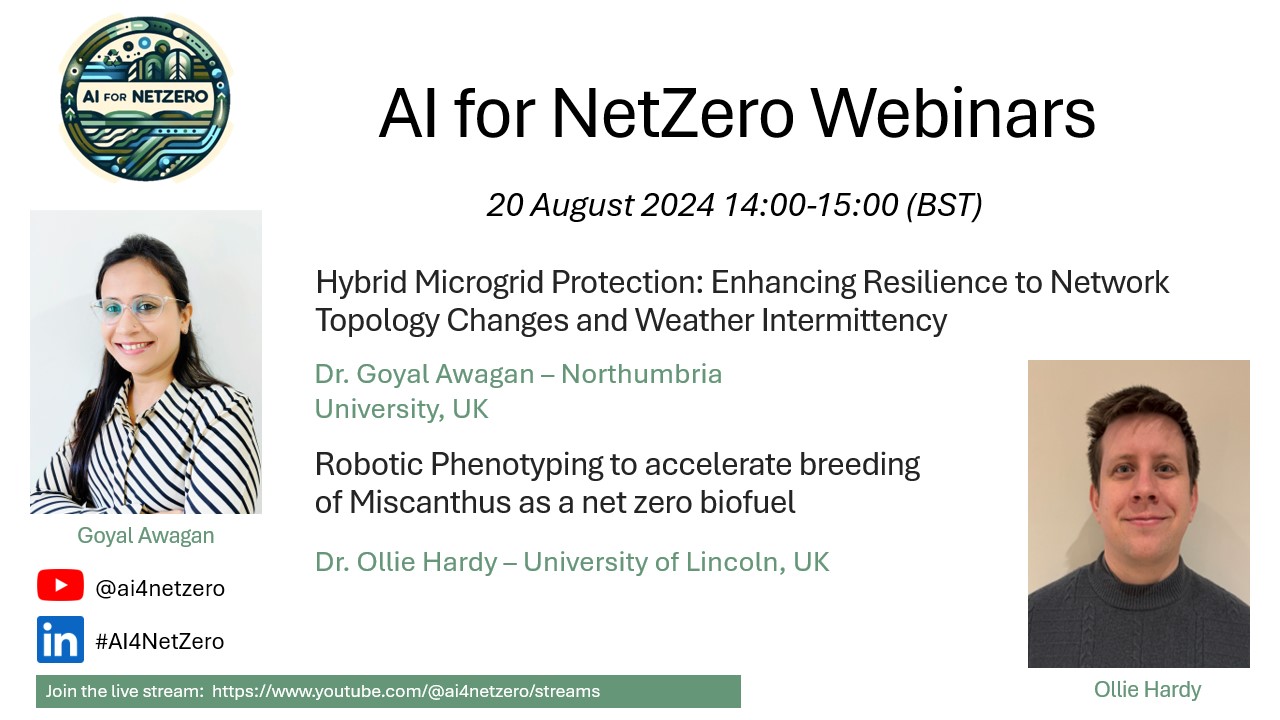 AI FOR NETZERO
AI for NetZero Webinars
20 August 2024 14:00-15:00 (BST)
Hybrid Microgrid Protection: Enhancing Resilience to Network
Topology Changes and Weather Intermittency
Dr. Goyal Awagan – Northumbria
University, UK
Robotic Phenotyping to accelerate breeding
of Miscanthus as a net zero biofuel
Dr. Ollie Hardy – University of Lincoln, UK
Goyal Awagan
@ai4netzero
in
#AI4NetZero
Join the live stream: https://www.youtube.com/@ai4netzero/streams
Ollie Hardy